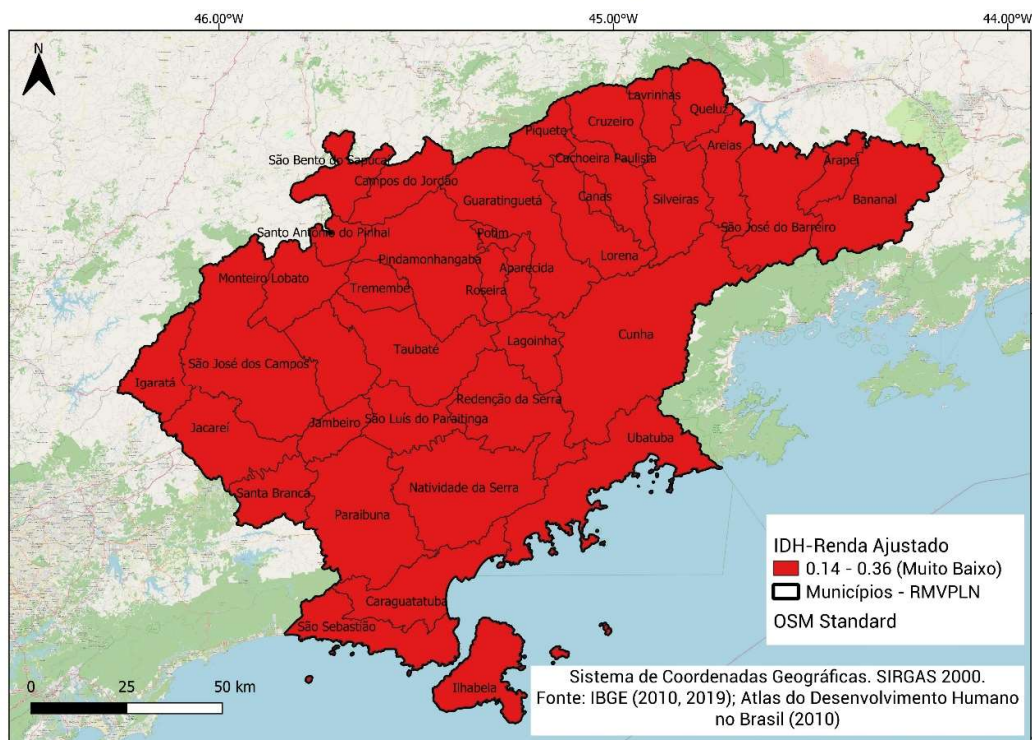 46.00°W 45.00°W 44.00°W
N
Lavrinhas
Queluz
Cruzeiro
Piquete
Areias
São Bento do Sapucaí
Cachoeira Paulista
Arapeí
Campos do Jordão
Bananal
Guaratinguetá
Canas
Silveiras
São José do Barreiro
Santo Antônio do Pinhal
Potim
Pindamonhangaba
Lorena
Aparecida
Monteiro Lobato
Tremembé
Roseira
Cunha
Lagoinha
Taubaté
São José dos Campos
Igaratá
Redenção da Serra
São Luís do Paraitinga
Jambeiro
Jacareí
Ubatuba
Natividade da Serra
Santa Branca
Paraibuna
Caraguatatuba
São Sebastião
Ilhabela
IDH-Renda Ajustado
0.14 - 0.36 (Muito Baixo)
Municípios - RMVPLN
OSM Standard
Sistema de Coordenadas Geográficas. SIRGAS 2000.
Fonte: IBGE (2010, 2019); Atlas do Desenvolvimento Humano
no Brasil (2010)
0 25 50 km